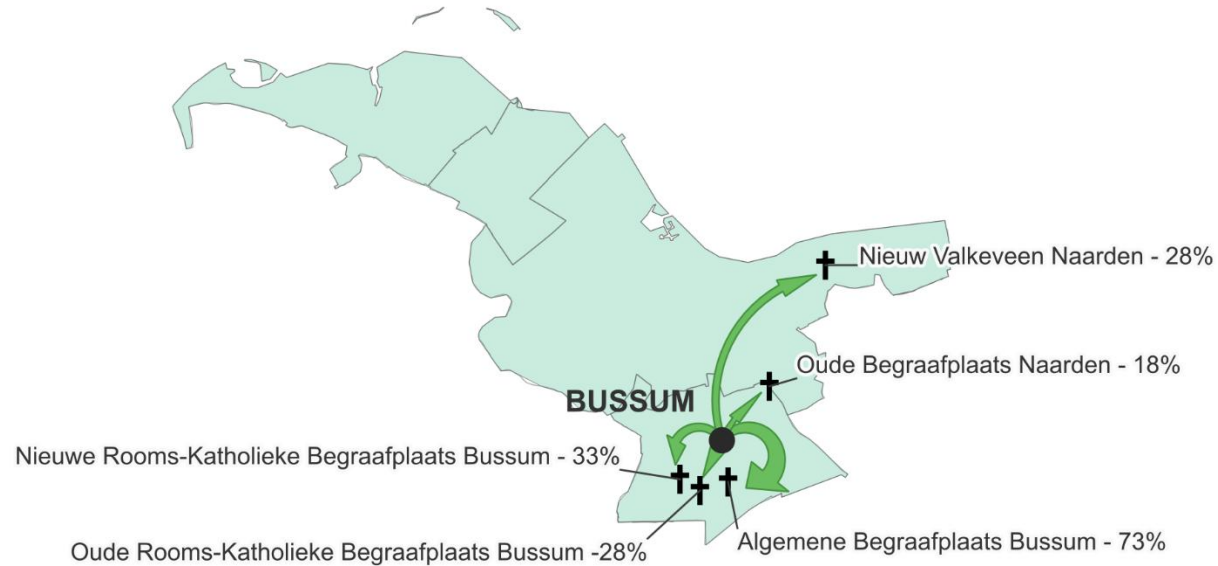 Nieuw Valkeveen Naarden - 28%
Oude Begraafplaats Naarden - 18%
BUSSUM
Nieuwe Rooms-Katholieke Begraafplaats Bussum - 33%
Oude Rooms-Katholieke Begraafplaats Bussum -28%
Algemene Begraafplaats Bussum - 73%